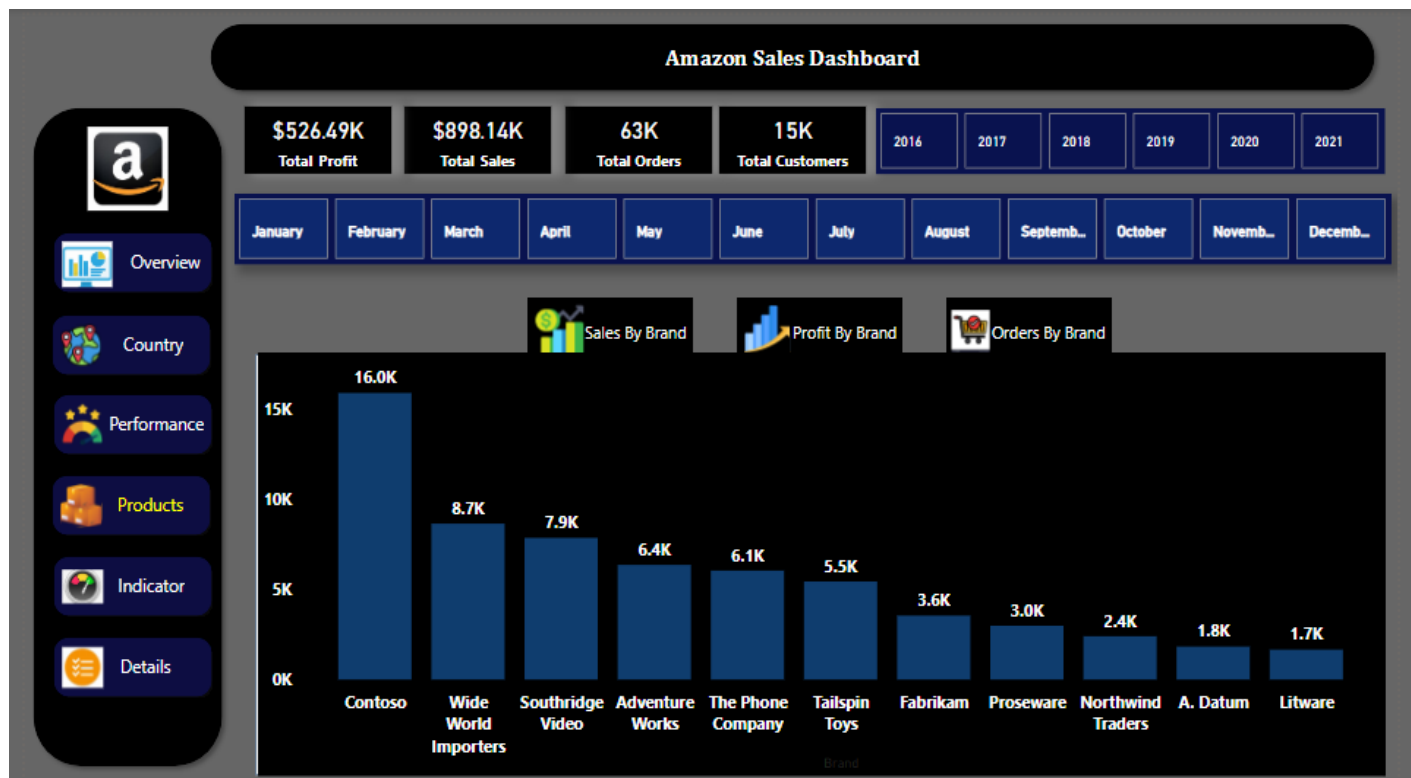 Amazon Sales Dashboard
$526.49K
Total Profit
$898.14K
Total Sales
63K
Total Orders
15K
Total Customers
2016 2017 2018 2019 2020 2021
January February March April May June July August Septemb... October Novemb... Decemb...
a
Overview
Country
Performance
Products
Indicator
Details
Sales By Brand Profit By Brand Orders By Brand
15K
10K
5K
0K
16.0K
8.7K
7.9K
6.4K
6.1K
5.5K
3.6K
3.0K
2.4K
1.8K
1.7K
Contoso
Wide
World
Importers
Southridge
Video
Adventure
Works
The Phone
Company
Tailspin
Toys
Fabrikam
Proseware
Northwind
Traders
A. Datum
Litware
Brand